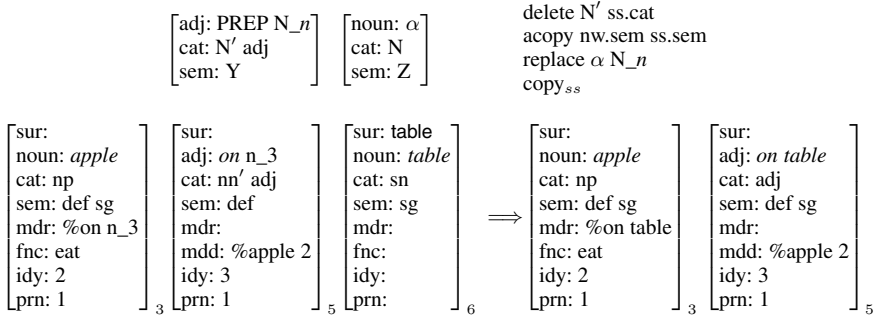 adj: PREP N_n noun: α delete N′ ss.cat
cat: N′ adj cat: N acopy nw.sem ss.sem
sem: Y sem: Z replace α N_n
copyss
sur: sur: sur: table sur: sur:
noun: apple adj: on n_3 noun: table noun: apple adj: on table
cat: np cat: nn′ adj cat: sn cat: np cat: adj
sem: def sg sem: def sem: sg sem: def sg sem: def sg
mdr: %on n_3 mdr: mdr: ⟹ mdr: %on table mdr:
fnc: eat mdd: %apple 2 fnc: fnc: eat mdd: %apple 2
idy: 2 idy: 3 idy: idy: 2 idy: 3
prn: 1 prn: 1 prn: prn: 1 prn: 1
3 5 6 3 5